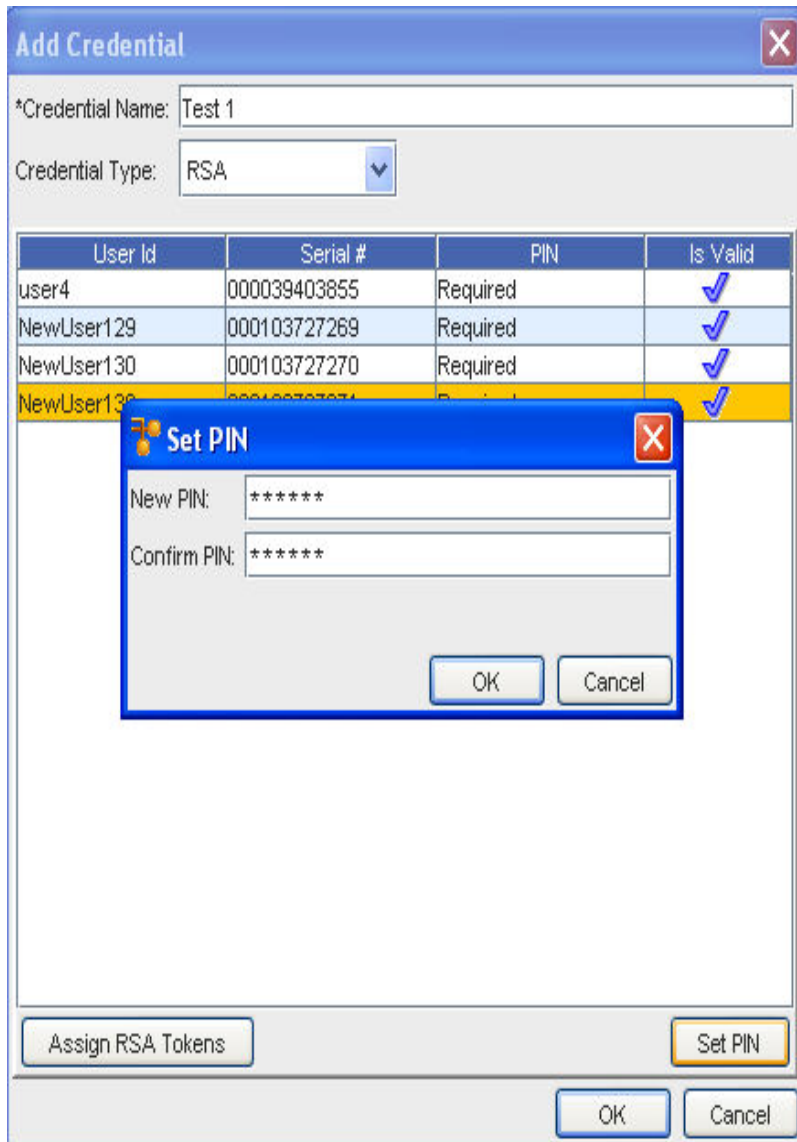 Add Credential
*Credential Name: Test 1
Credential Type: RSA
User Id Serial # PIN Is Valid
user4 000039403855 Required
NewUser129 000103727269 Required
NewUser130 000103727270 Required
Set PIN
New PIN: ******
Confirm PIN: ******
OK Cancel
Assign RSA Tokens Set PIN
OK Cancel